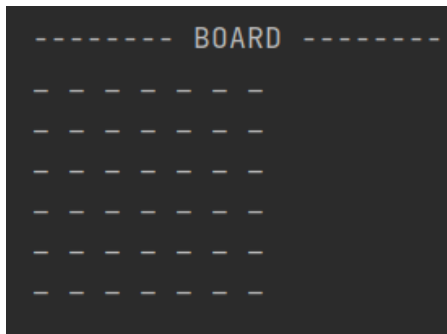 -------- BOARD --------
– – – – – – –
– – – – – – –
– – – – – – –
– – – – – – –
– – – – – – –
– – – – – – –